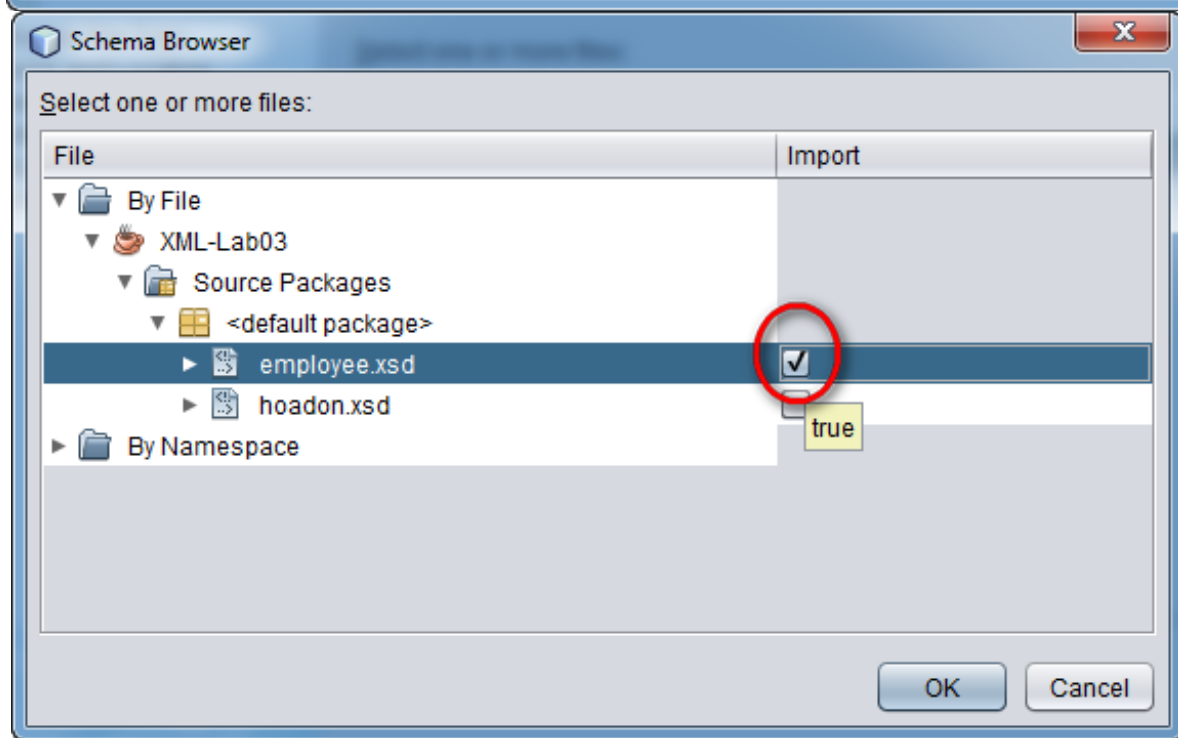 Schema Browser
Select one or more files:
File Import
By File
XML-Lab03
Source Packages
<default package>
employee.xsd
hoadon.xsd
true
By Namespace
OK Cancel